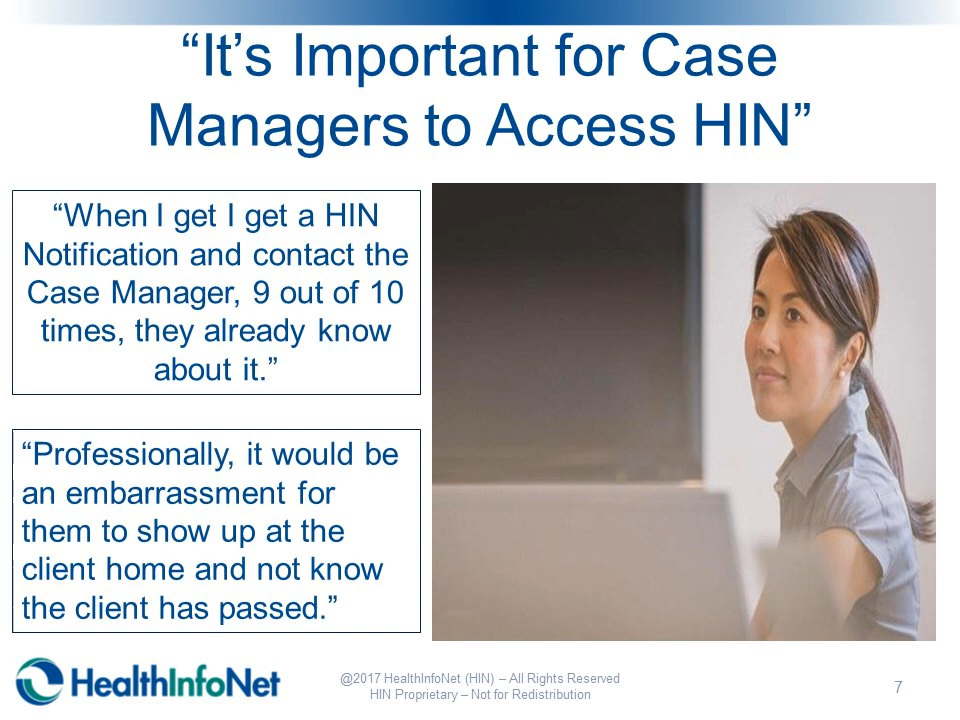 “It’s Important for Case
Managers to Access HIN”
“When I get I get a HIN
Notification and contact the
Case Manager, 9 out of 10
times, they already know
about it.”
“Professionally, it would be
an embarrassment for
them to show up at the
client home and not know
the client has passed.”
HealthInfoNet
@2017 HealthInfoNet (HIN) – All Rights Reserved
HIN Proprietary – Not for Redistribution
7